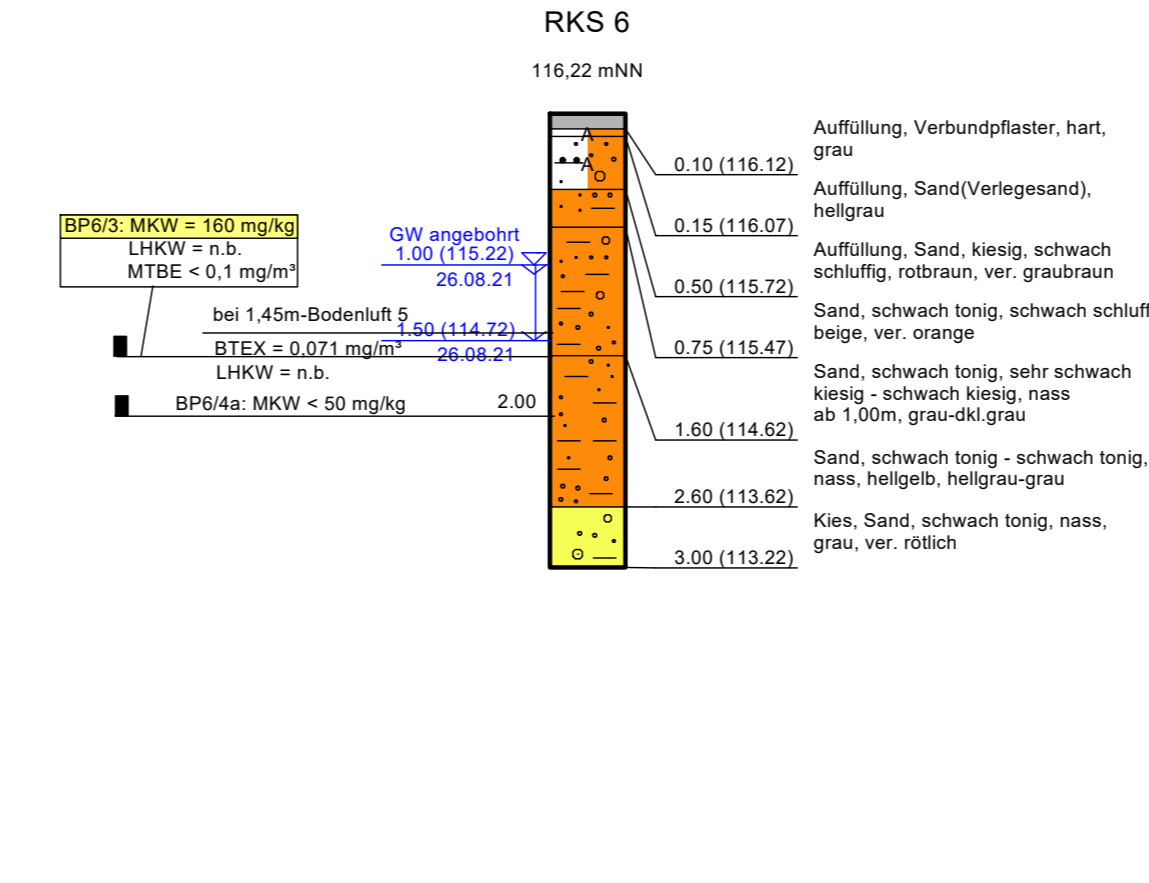 RKS 6
116,22 mNN
BP6/3: MKW = 160 mg/kg
LHKW = n.b.
MTBE < 0,1 mg/m³
GW angebohrt
1.00 (115.22)
26.08.21
bei 1,45m-Bodenluft 5
1.50 (114.72)
26.08.21
BTEX = 0,071 mg/m³
LHKW = n.b.
BP6/4a: MKW < 50 mg/kg
2.00
A
A
Auffüllung, Verbundpflaster, hart,
grau
0.10 (116.12)
Auffüllung, Sand(Verlegesand),
hellgrau
0.15 (116.07)
Auffüllung, Sand, kiesig, schwach
schluffig, rotbraun, ver. graubraun
0.50 (115.72)
Sand, schwach tonig, schwach schluff
beige, ver. orange
0.75 (115.47)
Sand, schwach tonig, sehr schwach
kiesig - schwach kiesig, nass
ab 1,00m, grau-dkl.grau
1.60 (114.62)
Sand, schwach tonig - schwach tonig,
nass, hellgelb, hellgrau-grau
2.60 (113.62)
Kies, Sand, schwach tonig, nass,
grau, ver. rötlich
3.00 (113.22)